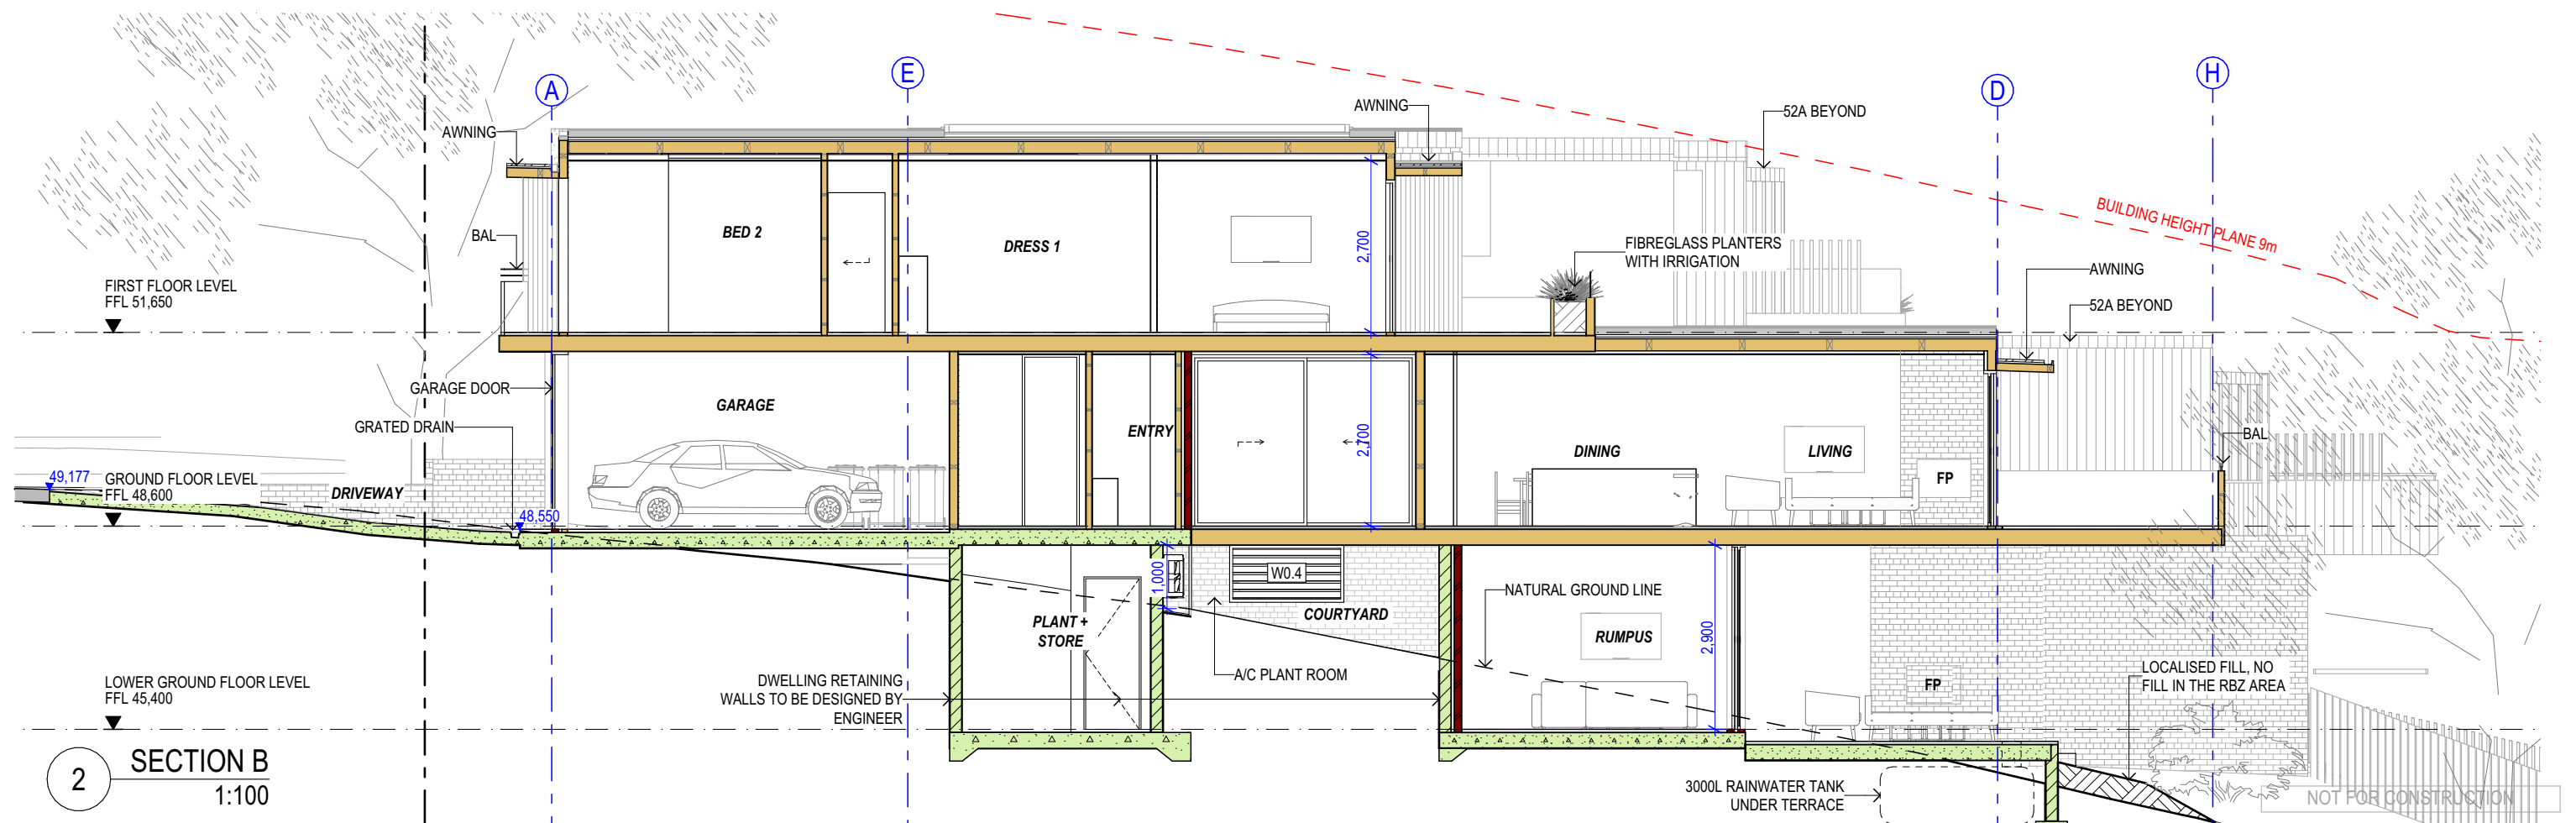 A
E
D
H
AWNING
AWNING
52A BEYOND
BUILDING HEIGHT PLANE 9m
BAL
BED 2
DRESS 1
2,700
FIBREGLASS PLANTERS
WITH IRRIGATION
AWNING
52A BEYOND
FIRST FLOOR LEVEL
FFL 51,650
GARAGE DOOR
GARAGE
GRATED DRAIN
ENTRY
2,700
DINING
LIVING
FP
BAL
49,177
GROUND FLOOR LEVEL
FFL 48,600
DRIVEWAY
48,550
1,000
W0.4
COURTYARD
NATURAL GROUND LINE
PLANT +
STORE
RUMPUS
2,900
A/C PLANT ROOM
LOWER GROUND FLOOR LEVEL
FFL 45,400
DWELLING RETAINING
WALLS TO BE DESIGNED BY
ENGINEER
FP
LOCALISED FILL, NO
FILL IN THE RBZ AREA
2
SECTION B
1:100
3000L RAINWATER TANK
UNDER TERRACE
NOT FOR CONSTRUCTION